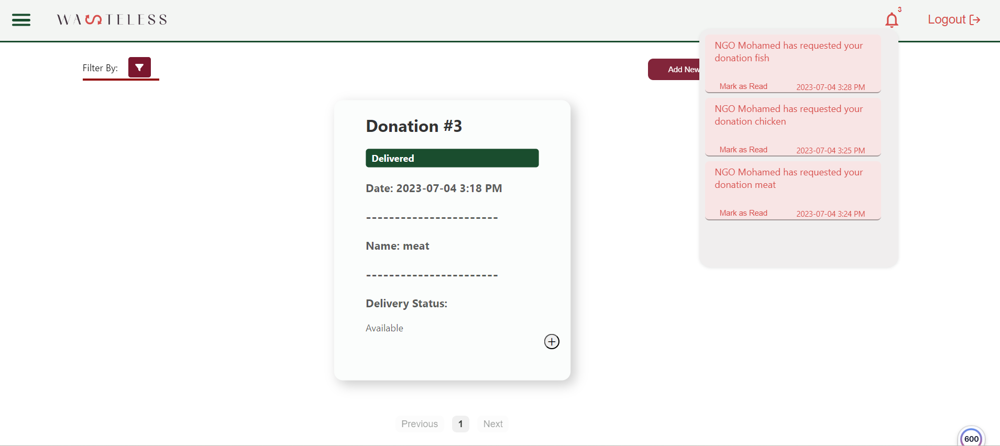 WASTELESS
3
Logout
Filter By:
Add New
NGO Mohamed has requested your
donation fish
Mark as Read 2023-07-04 3:28 PM
NGO Mohamed has requested your
donation chicken
Mark as Read 2023-07-04 3:25 PM
NGO Mohamed has requested your
donation meat
Mark as Read 2023-07-04 3:24 PM
Donation #3
Delivered
Date: 2023-07-04 3:18 PM
-----------------------
Name: meat
-----------------------
Delivery Status:
Available
Previous 1 Next
600